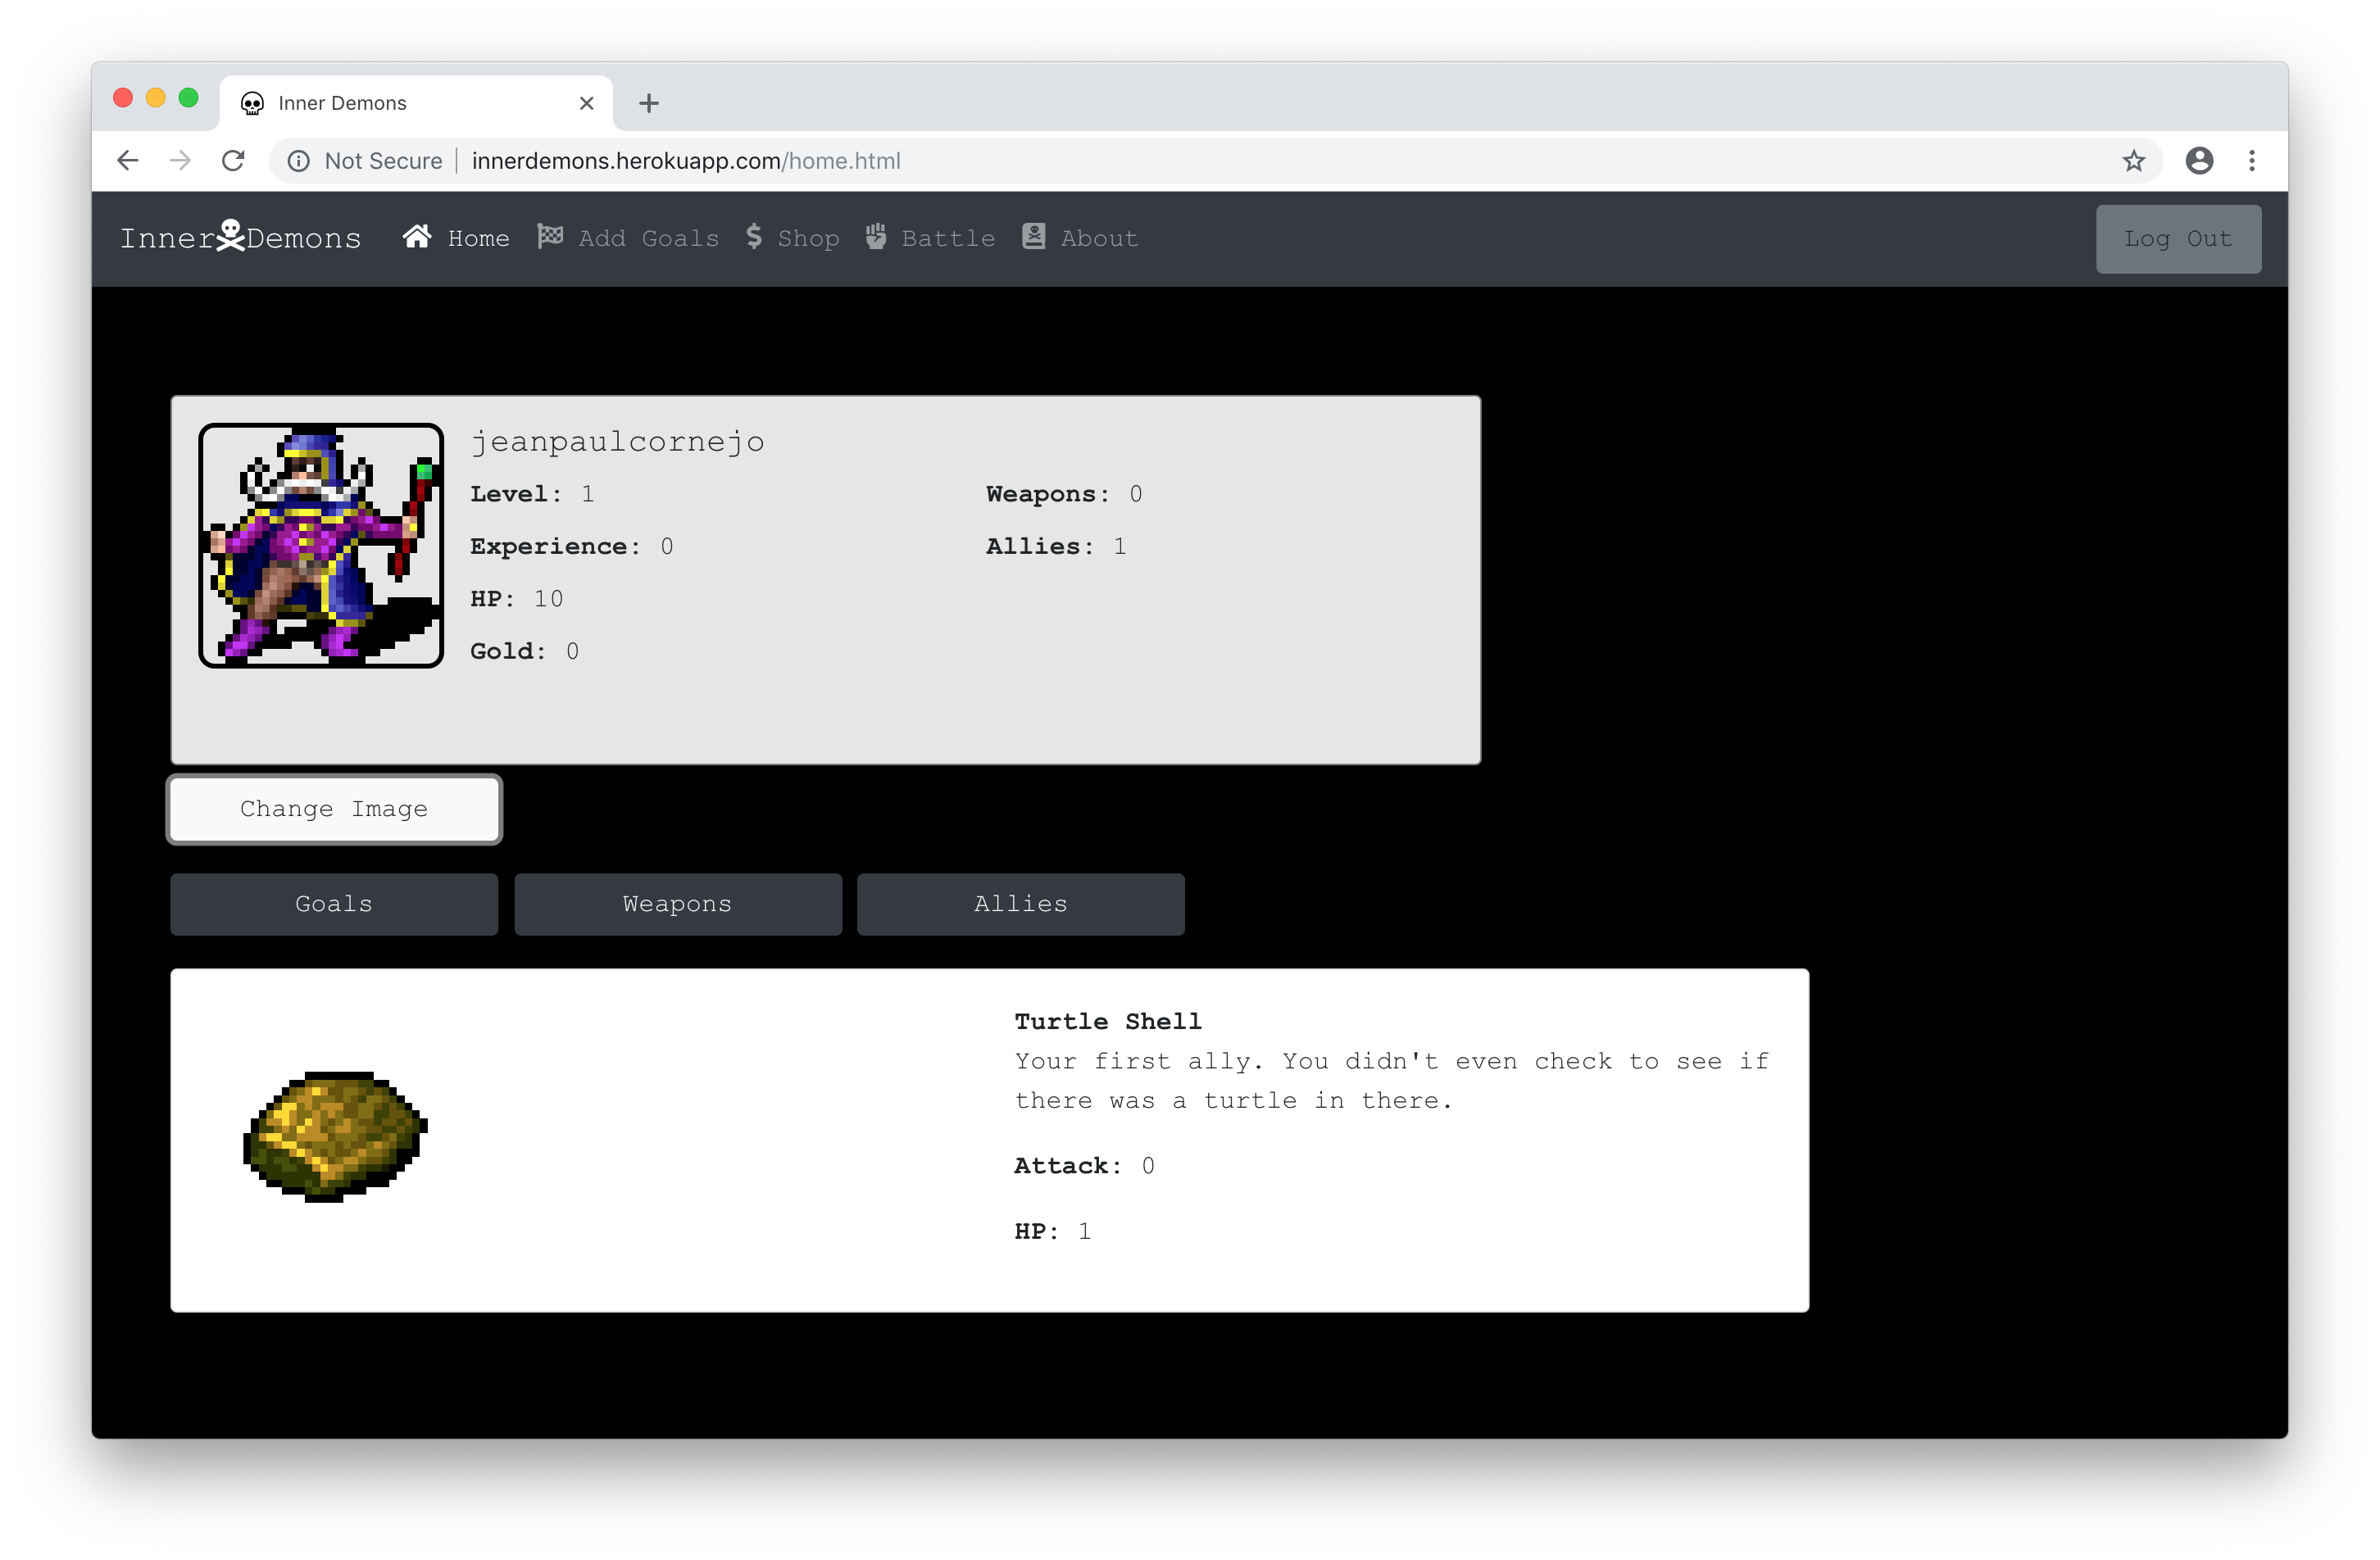 Inner Demons
Not Secure | innerdemons.herokuapp.com/home.html
Inner Demons Home Add Goals $ Shop Battle About Log Out
jeanpaulcornejo
Level: 1 Weapons: 0
Experience: 0 Allies: 1
HP: 10
Gold: 0
Change Image
Goals Weapons Allies
Turtle Shell
Your first ally. You didn't even check to see if
there was a turtle in there.
Attack: 0
HP: 1